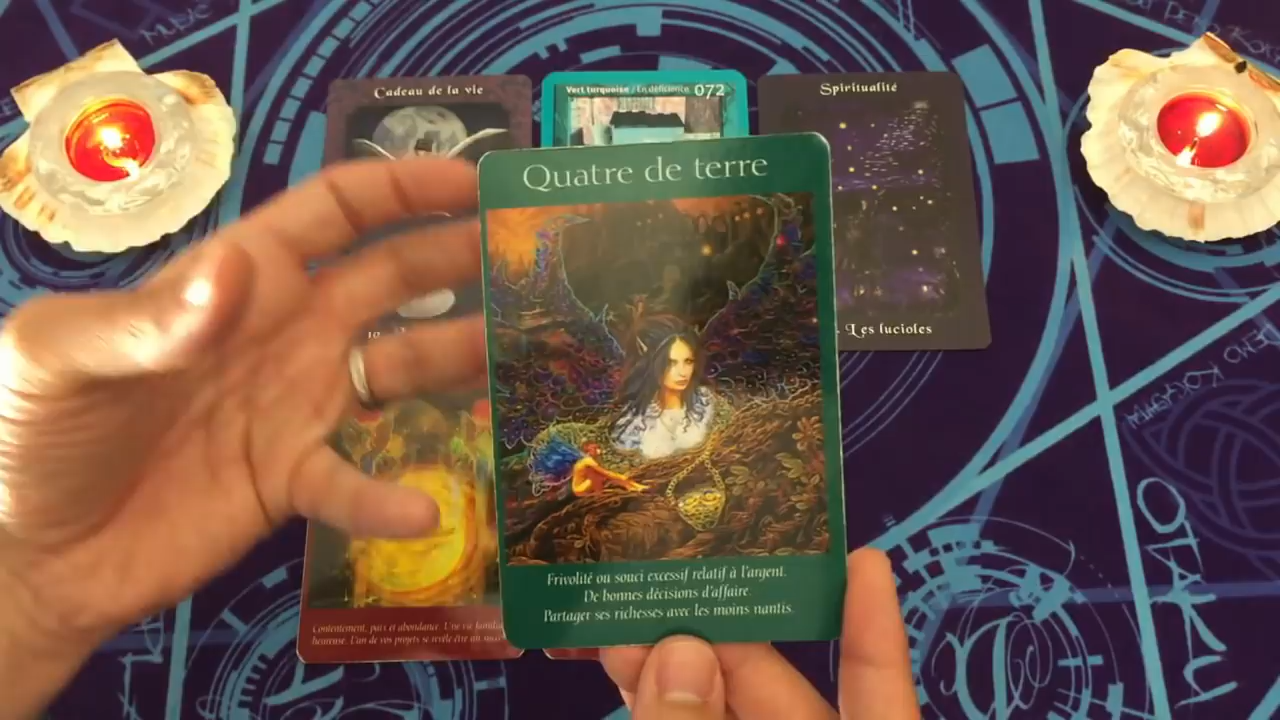 Cadeau de la vie
Vert turquoise / En déficience 072
Spiritualité
Quatre de terre
Les lucioles
Frivolité ou souci excessif relatif à l'argent.
De bonnes décisions d'affaire.
Partager ses richesses avec les moins nantis.
Contentement, paix et abondance. Une vie
heureuse. L'un de vos projets se révèle être un
OTAKU